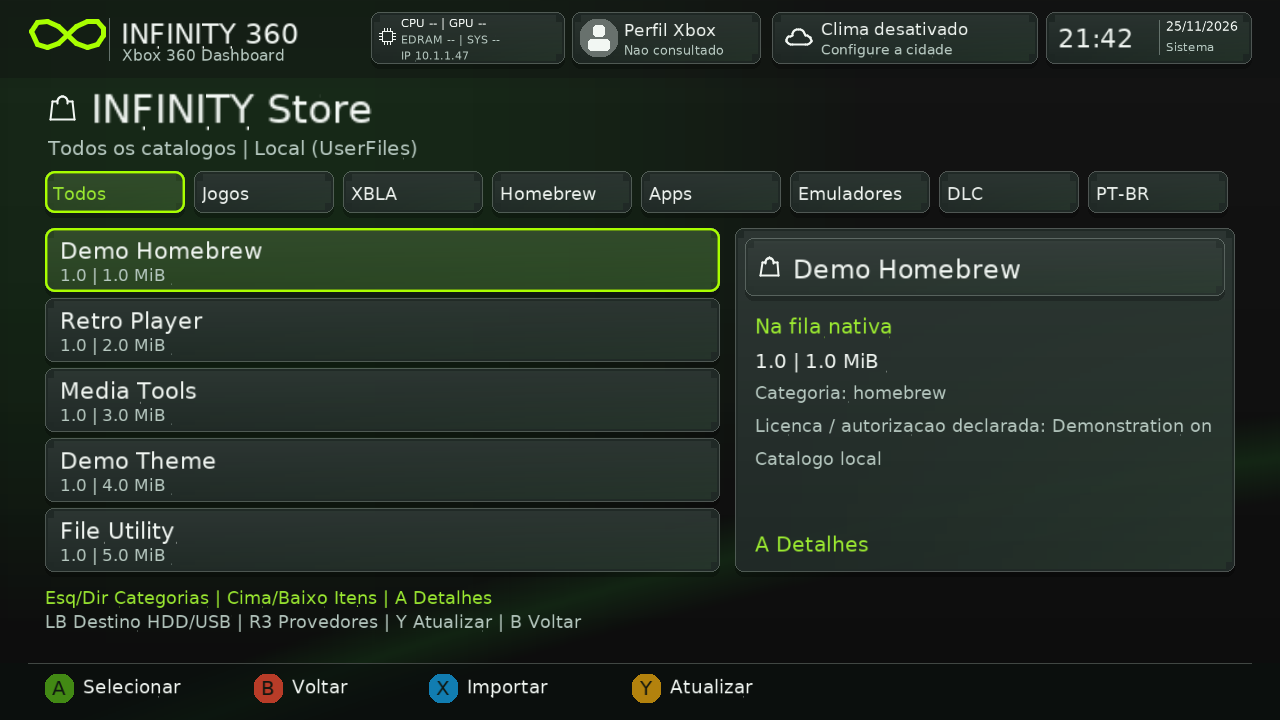 INFINITY 360
Xbox 360 Dashboard
CPU -- | GPU --
EDRAM -- | SYS --
IP 10.1.1.47
Perfil Xbox
Nao consultado
Clima desativado
Configure a cidade
21:42
25/11/2026
Sistema
INFINITY Store
Todos os catalogos | Local (UserFiles)
Todos
Jogos
XBLA
Homebrew
Apps
Emuladores
DLC
PT-BR
Demo Homebrew
1.0 | 1.0 MiB
Retro Player
1.0 | 2.0 MiB
Media Tools
1.0 | 3.0 MiB
Demo Theme
1.0 | 4.0 MiB
File Utility
1.0 | 5.0 MiB
Demo Homebrew
Na fila nativa
1.0 | 1.0 MiB
Categoria: homebrew
Licenca / autorizacao declarada: Demonstration on
Catalogo local
A Detalhes
Esq/Dir Categorias | Cima/Baixo Itens | A Detalhes
LB Destino HDD/USB | R3 Provedores | Y Atualizar | B Voltar
A Selecionar
B Voltar
X Importar
Y Atualizar